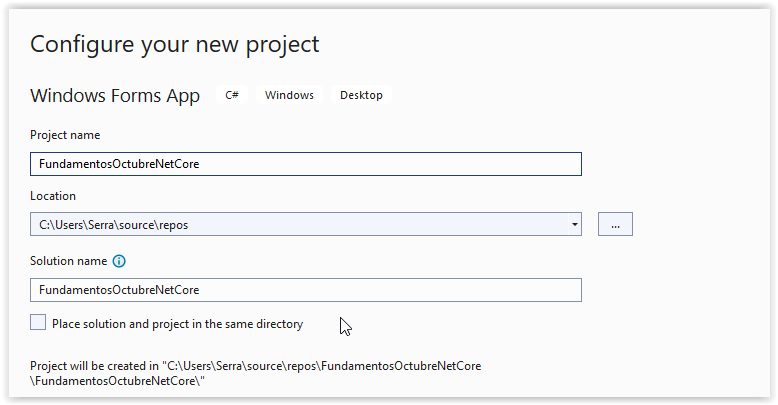 Configure your new project
Windows Forms App C# Windows Desktop
Project name
FundamentosOctubreNetCore
Location
C:\Users\Serra\source\repos
...
Solution name
FundamentosOctubreNetCore
Place solution and project in the same directory
Project will be created in "C:\Users\Serra\source\repos\FundamentosOctubreNetCore
\FundamentosOctubreNetCore\"